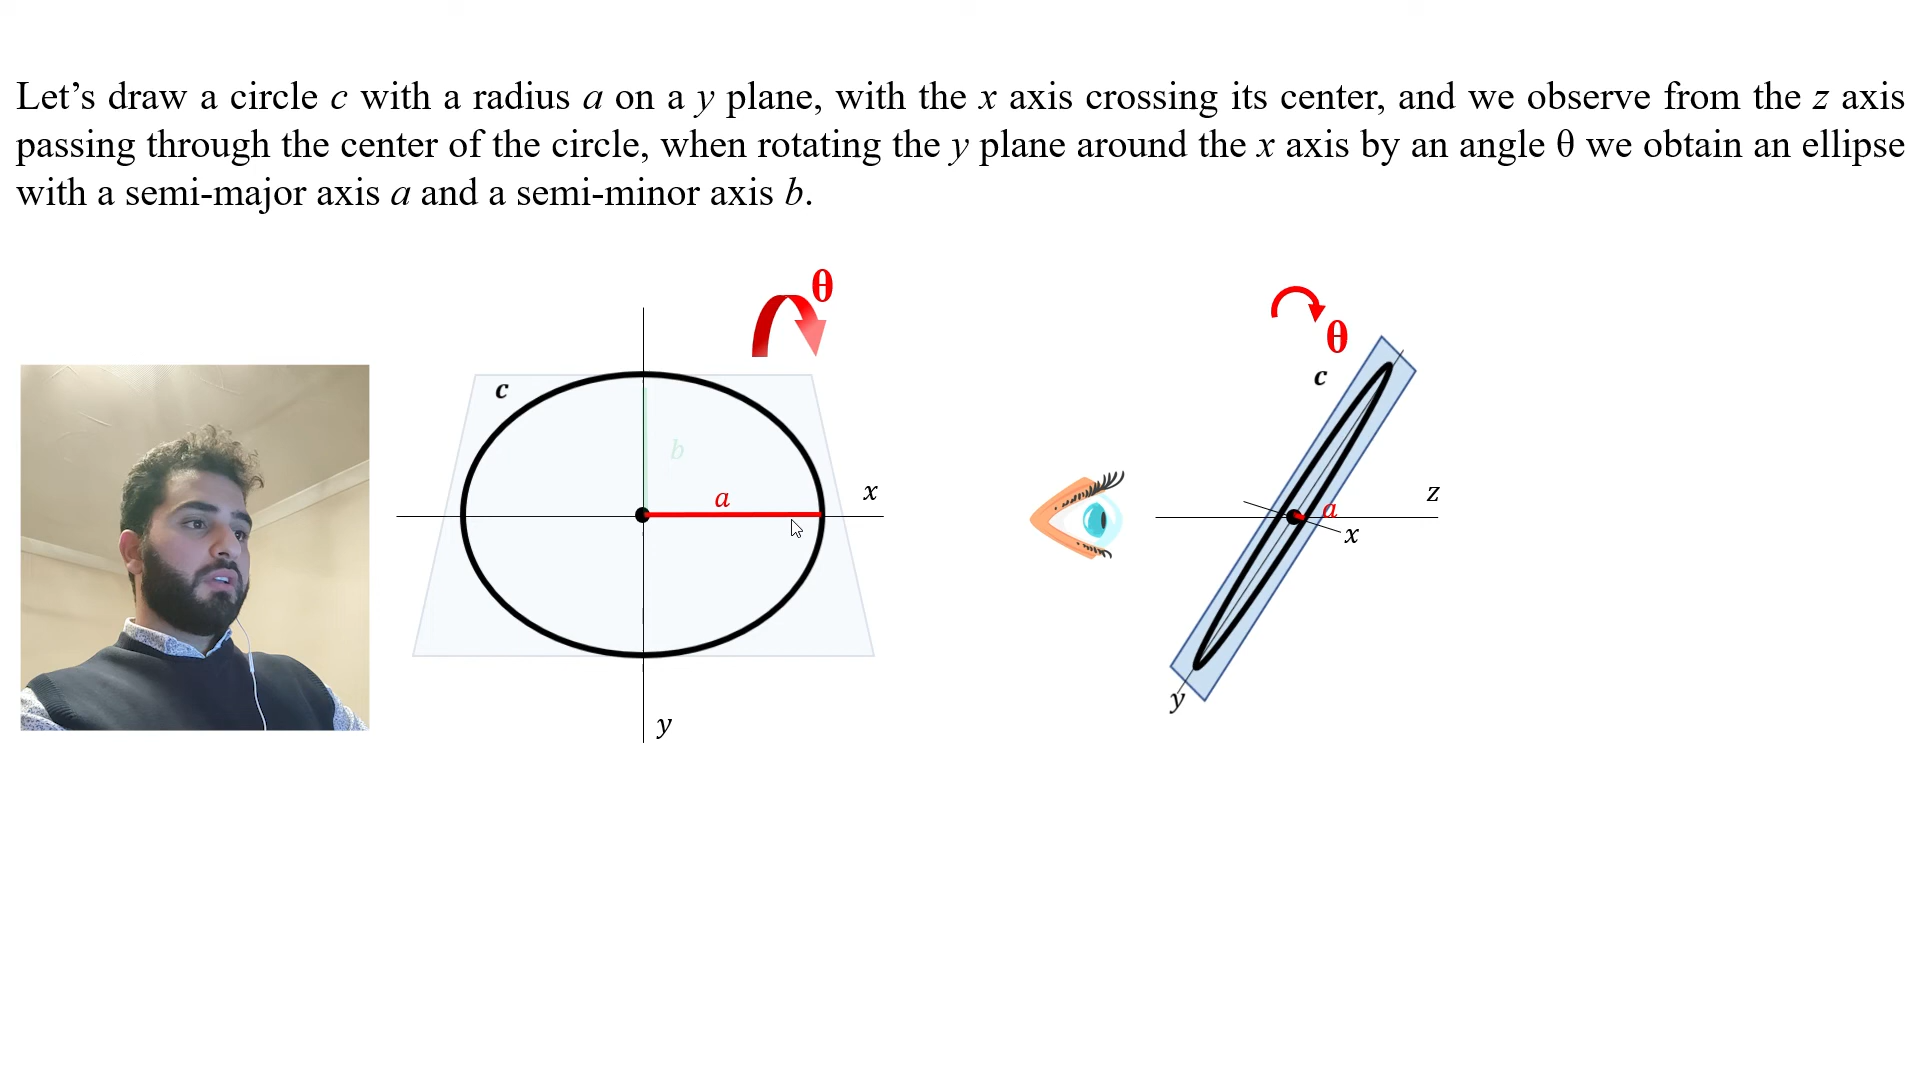 Let’s draw a circle c with a radius a on a y plane, with the x axis crossing its center, and we observe from the z axis
passing through the center of the circle, when rotating the y plane around the x axis by an angle θ we obtain an ellipse
with a semi-major axis a and a semi-minor axis b.
θ
c
b
a
x
y
θ
c
z
a
x
y